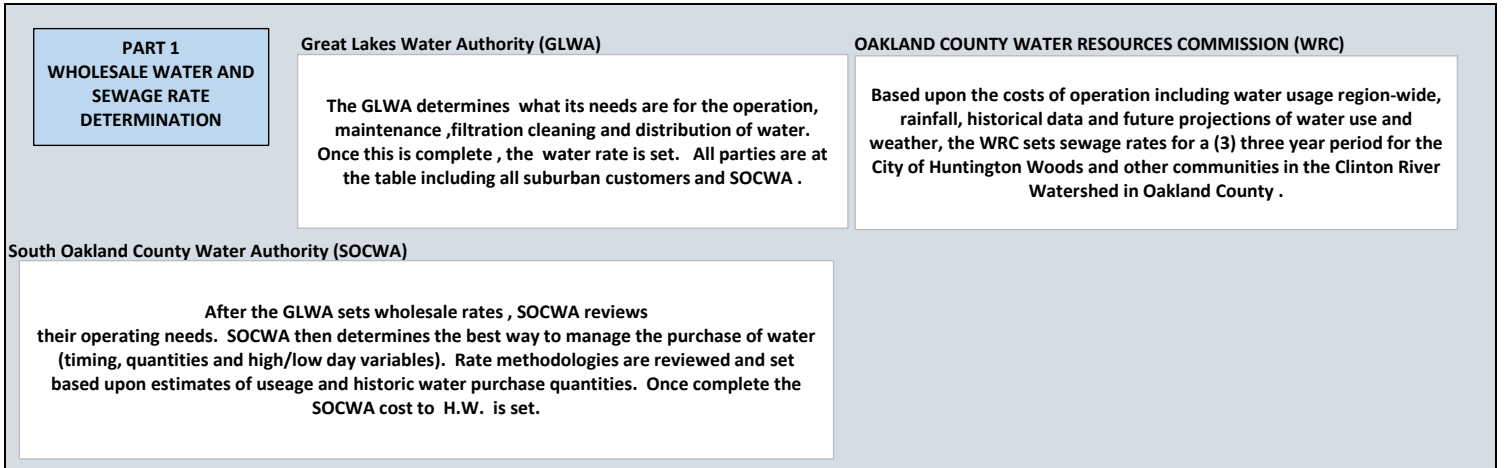 PART 1
WHOLESALE WATER AND
SEWAGE RATE
DETERMINATION
Great Lakes Water Authority (GLWA)
The GLWA determines  what its needs are for the operation,
maintenance ,filtration cleaning and distribution of water.
Once this is complete , the  water rate is set.   All parties are at
the table including all suburban customers and SOCWA .
OAKLAND COUNTY WATER RESOURCES COMMISSION (WRC)
Based upon the costs of operation including water usage region-wide,
rainfall, historical data and future projections of water use and
weather, the WRC sets sewage rates for a (3) three year period for the
City of Huntington Woods and other communities in the Clinton River
Watershed in Oakland County .
South Oakland County Water Authority (SOCWA)
After the GLWA sets wholesale rates , SOCWA reviews
their operating needs.  SOCWA then determines the best way to manage the purchase of water
(timing, quantities and high/low day variables).  Rate methodologies are reviewed and set
based upon estimates of useage and historic water purchase quantities.  Once complete the
SOCWA cost to  H.W.  is set.